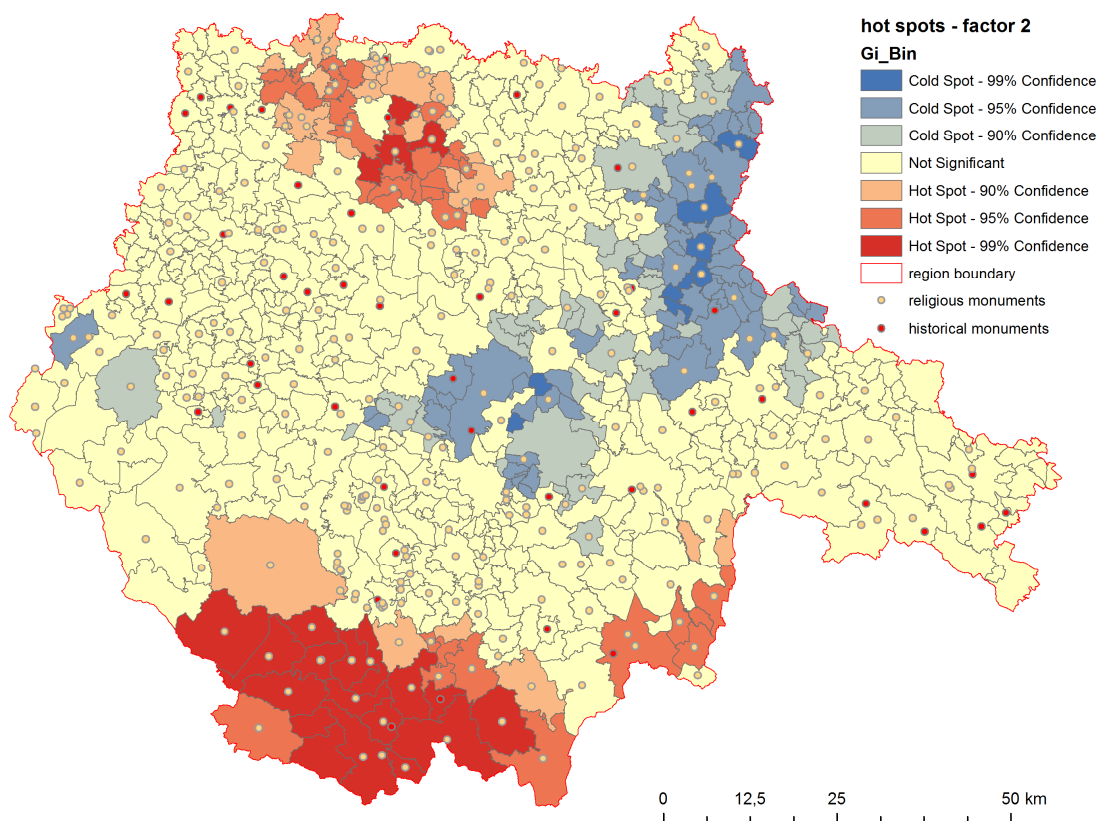 hot spots - factor 2
Gi_Bin
Cold Spot - 99% Confidence
Cold Spot - 95% Confidence
Cold Spot - 90% Confidence
Not Significant
Hot Spot - 90% Confidence
Hot Spot - 95% Confidence
Hot Spot - 99% Confidence
region boundary
religious monuments
historical monuments
0 12,5 25 50 km